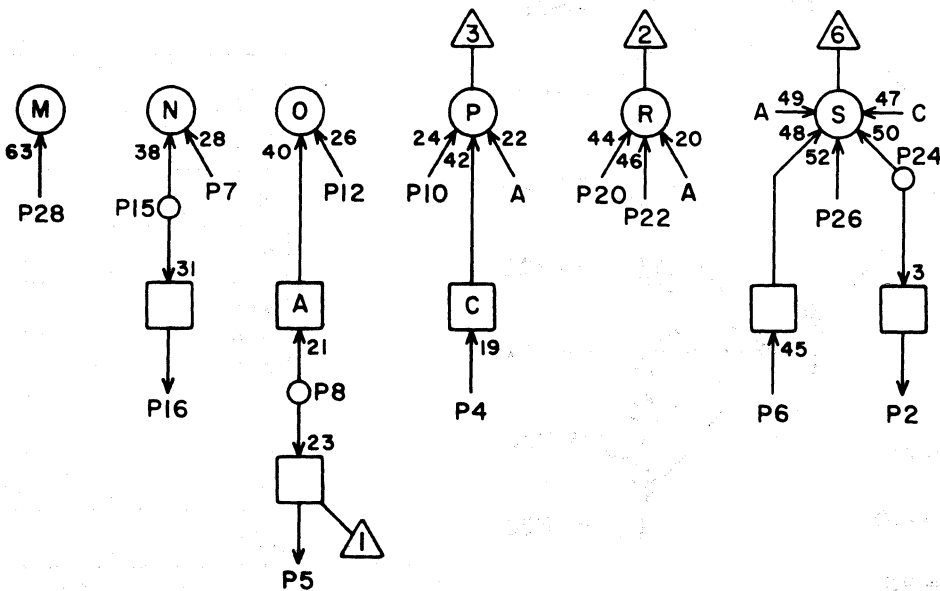 3 2 6
M N O P R S
A 49 47 C
63 38 28 40 26 24 42 22 44 46 20 48 52 50
P28 P15 P7 P12 P10 A P20 P22 A P26 P24
31 A C 3
21 19 45
P16 P8 P4 P6 P2
23
1
P5